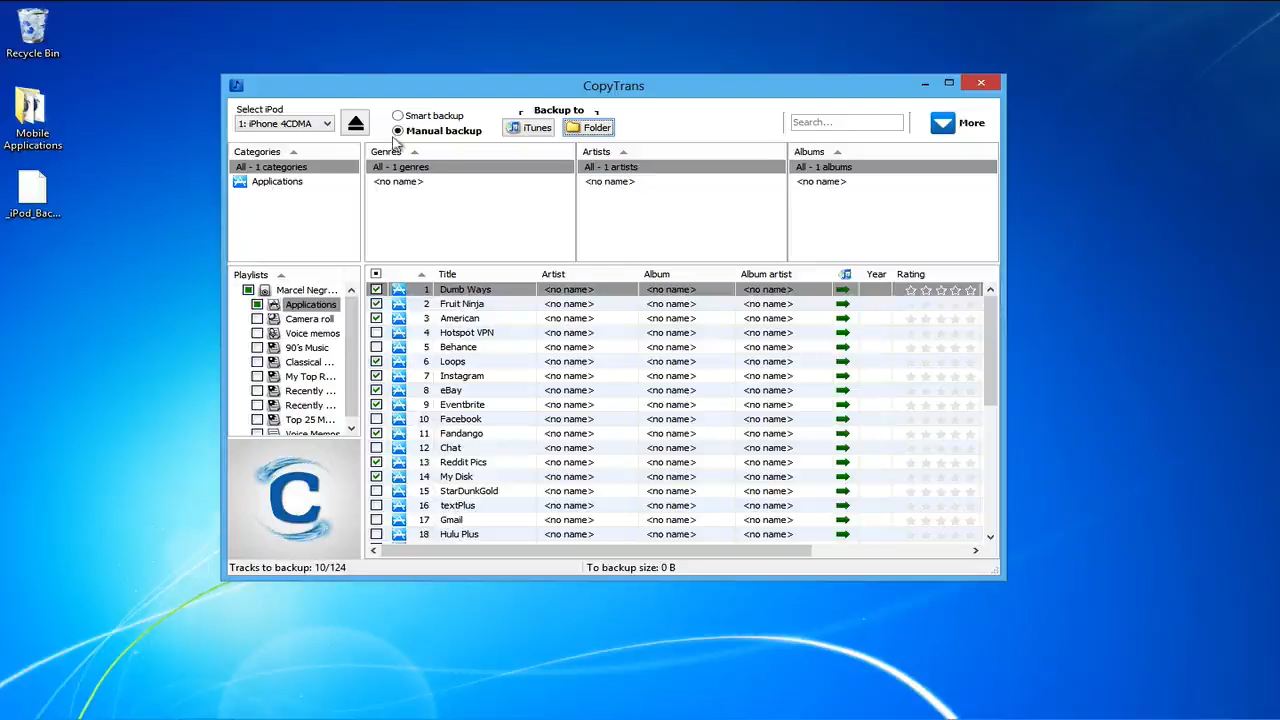 Recycle Bin
Mobile
Applications
_iPod_Bac...
CopyTrans
Select iPod
1: iPhone 4CDMA
Smart backup
Manual backup
Backup to
iTunes
Folder
Search...
More
Categories
All - 1 categories
Applications
Genres
All - 1 genres
<no name>
Artists
All - 1 artists
<no name>
Albums
All - 1 albums
<no name>
Playlists
Marcel Negr...
Applications
Camera roll
Voice memos
90's Music
Classical ...
My Top R...
Recently ...
Recently ...
Top 25 M...
Voice Memos
C
Title Artist Album Album artist Year Rating
1 Dumb Ways <no name> <no name> <no name>
2 Fruit Ninja <no name> <no name> <no name>
3 American <no name> <no name> <no name>
4 Hotspot VPN <no name> <no name> <no name>
5 Behance <no name> <no name> <no name>
6 Loops <no name> <no name> <no name>
7 Instagram <no name> <no name> <no name>
8 eBay <no name> <no name> <no name>
9 Eventbrite <no name> <no name> <no name>
10 Facebook <no name> <no name> <no name>
11 Fandango <no name> <no name> <no name>
12 Chat <no name> <no name> <no name>
13 Reddit Pics <no name> <no name> <no name>
14 My Disk <no name> <no name> <no name>
15 StarDunkGold <no name> <no name> <no name>
16 textPlus <no name> <no name> <no name>
17 Gmail <no name> <no name> <no name>
18 Hulu Plus <no name> <no name> <no name>
Tracks to backup: 10/124
To backup size: 0 B